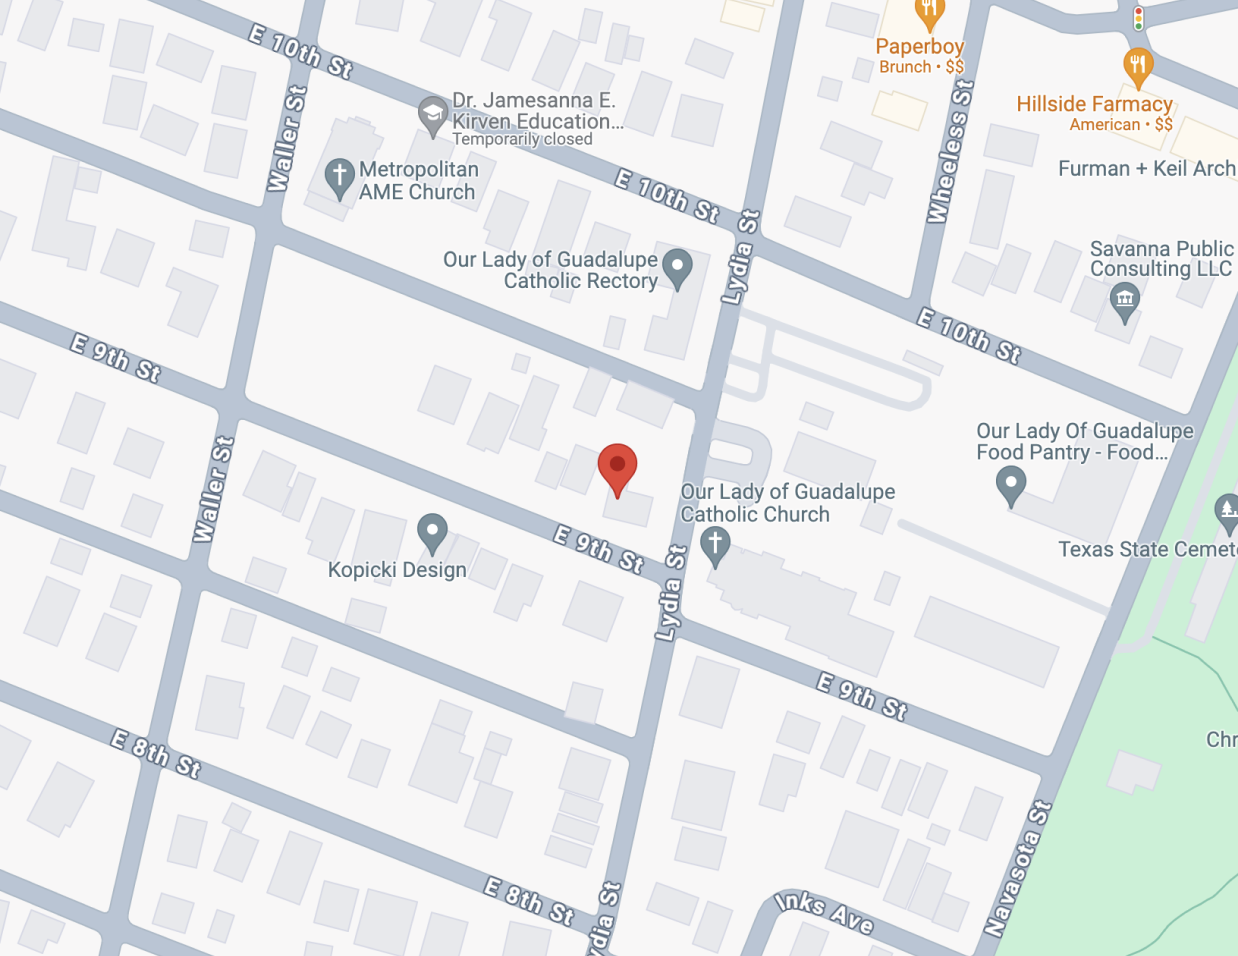 E 10th St
Paperboy
Brunch • $$
Hillside Farmacy
American • $$
Waller St
Dr. Jamesanna E.
Kirven Education...
Temporarily closed
Wheeless St
Metropolitan
AME Church
E 10th St
Furman + Keil Arch
Lydia St
Our Lady of Guadalupe
Catholic Rectory
Savanna Public
Consulting LLC
E 10th St
E 9th St
Our Lady Of Guadalupe
Food Pantry - Food...
Waller St
Our Lady of Guadalupe
Catholic Church
Kopicki Design
E 9th St
Texas State Cemete
Lydia St
E 9th St
E 8th St
Chr
Navasota St
E 8th St
Inks Ave
ydia St